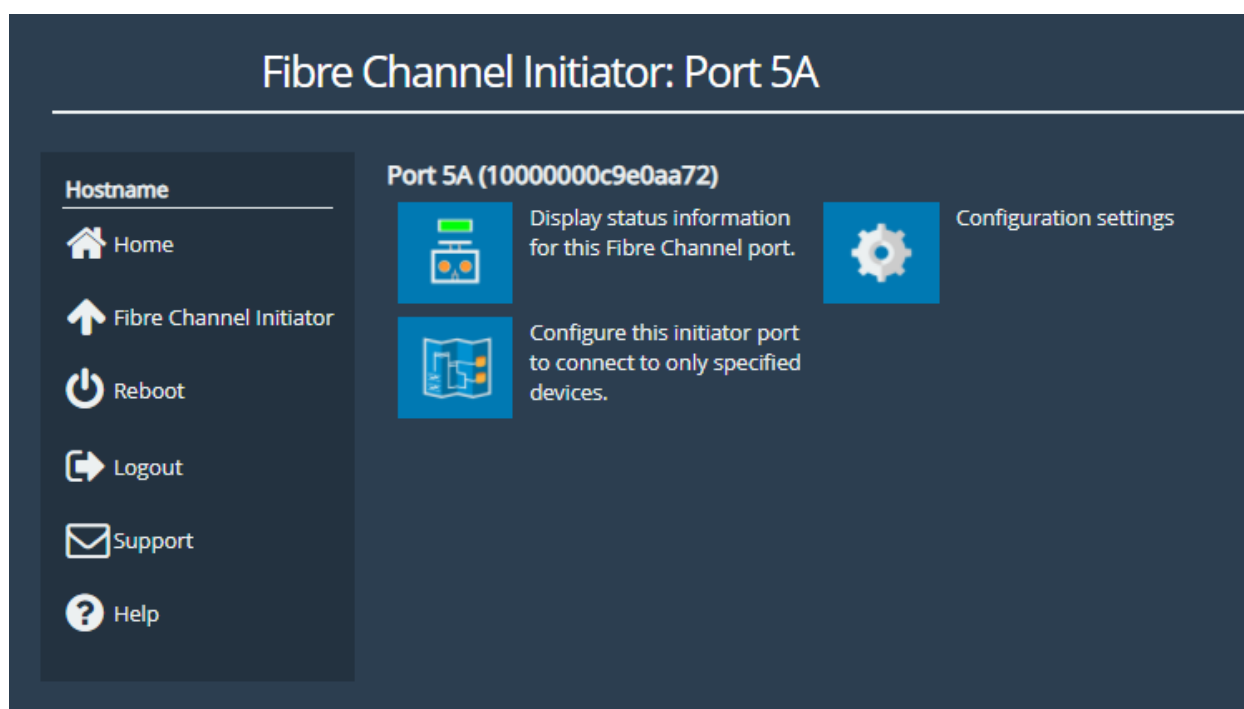 Fibre Channel Initiator: Port 5A
Hostname
Home
Fibre Channel Initiator
Reboot
Logout
Support
Help
Port 5A (10000000c9e0aa72)
Display status information
for this Fibre Channel port.
Configuration settings
Configure this initiator port
to connect to only specified
devices.